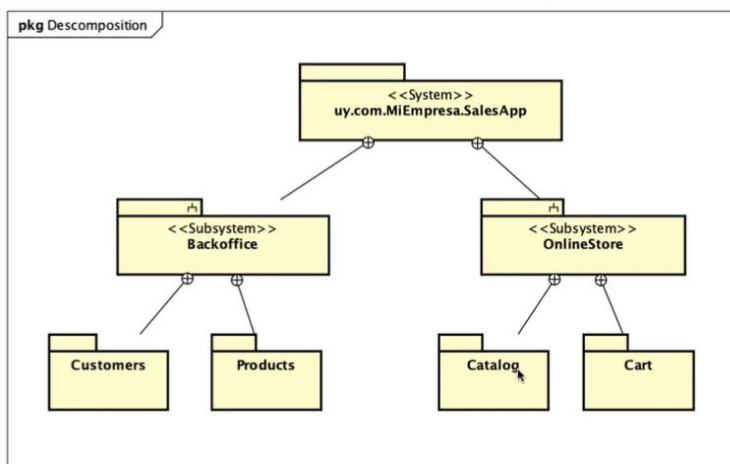 pkg Descomposition
<<System>>
uy.com.MiEmpresa.SalesApp
<<Subsystem>>
Backoffice
<<Subsystem>>
OnlineStore
Customers
Products
Catalog
Cart